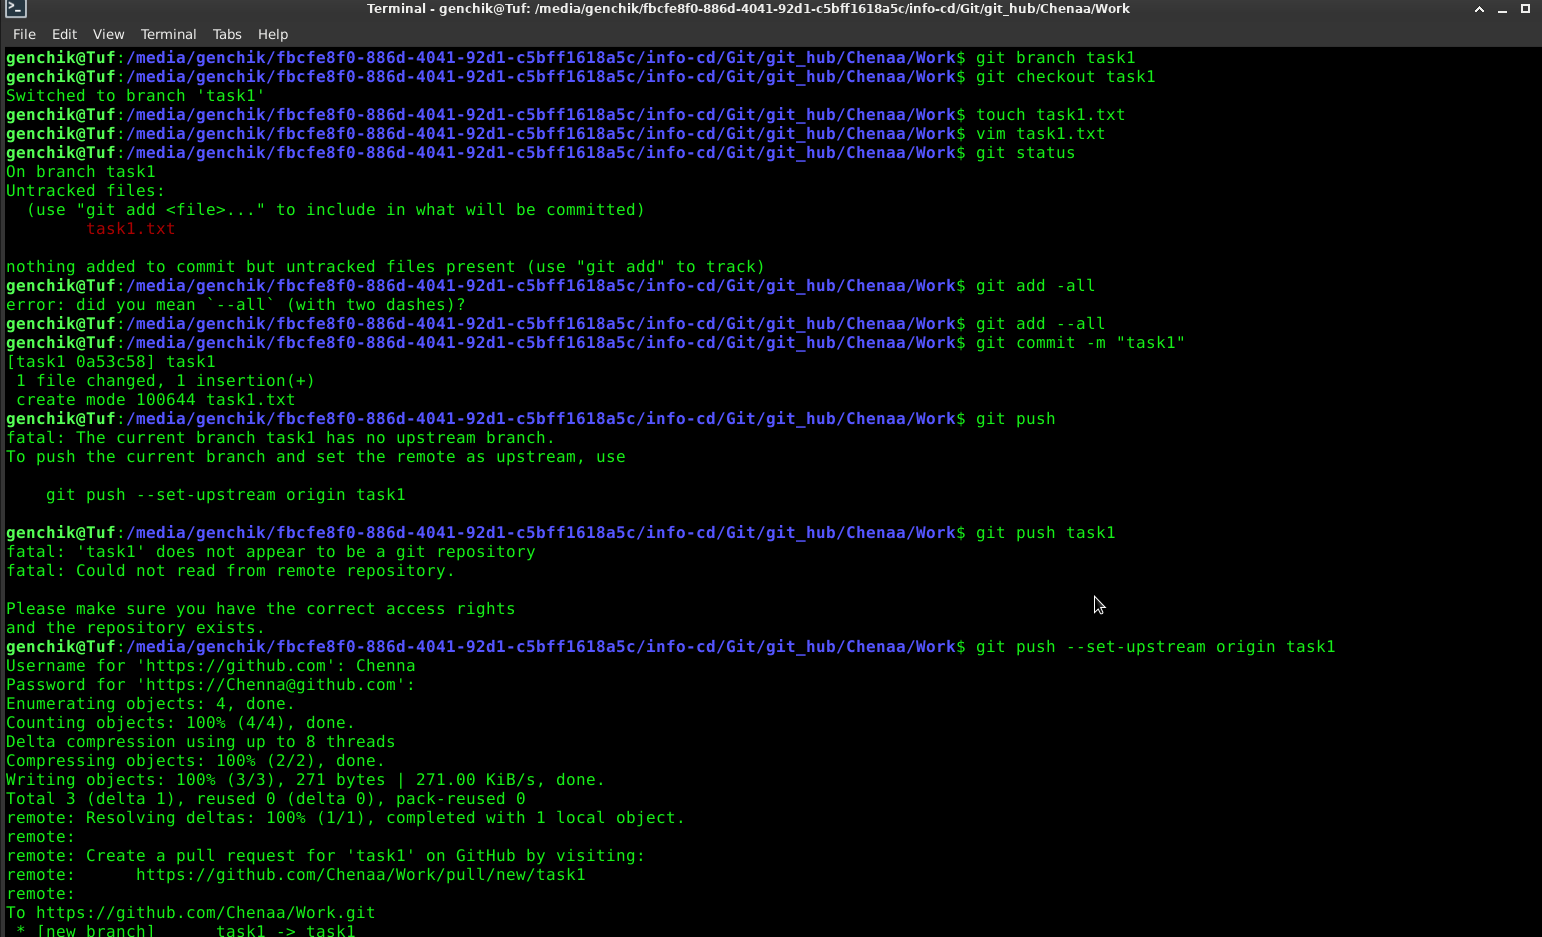 Terminal - genchik@Tuf: /media/genchik/fbcfe8f0-886d-4041-92d1-c5bff1618a5c/info-cd/Git/git_hub/Chenaa/Work
File Edit View Terminal Tabs Help
genchik@Tuf:/media/genchik/fbcfe8f0-886d-4041-92d1-c5bff1618a5c/info-cd/Git/git_hub/Chenaa/Work$ git branch task1
genchik@Tuf:/media/genchik/fbcfe8f0-886d-4041-92d1-c5bff1618a5c/info-cd/Git/git_hub/Chenaa/Work$ git checkout task1
Switched to branch 'task1'
genchik@Tuf:/media/genchik/fbcfe8f0-886d-4041-92d1-c5bff1618a5c/info-cd/Git/git_hub/Chenaa/Work$ touch task1.txt
genchik@Tuf:/media/genchik/fbcfe8f0-886d-4041-92d1-c5bff1618a5c/info-cd/Git/git_hub/Chenaa/Work$ vim task1.txt
genchik@Tuf:/media/genchik/fbcfe8f0-886d-4041-92d1-c5bff1618a5c/info-cd/Git/git_hub/Chenaa/Work$ git status
On branch task1
Untracked files:
  (use "git add <file>..." to include in what will be committed)
        task1.txt

nothing added to commit but untracked files present (use "git add" to track)
genchik@Tuf:/media/genchik/fbcfe8f0-886d-4041-92d1-c5bff1618a5c/info-cd/Git/git_hub/Chenaa/Work$ git add -all
error: did you mean `--all` (with two dashes)?
genchik@Tuf:/media/genchik/fbcfe8f0-886d-4041-92d1-c5bff1618a5c/info-cd/Git/git_hub/Chenaa/Work$ git add --all
genchik@Tuf:/media/genchik/fbcfe8f0-886d-4041-92d1-c5bff1618a5c/info-cd/Git/git_hub/Chenaa/Work$ git commit -m "task1"
[task1 0a53c58] task1
 1 file changed, 1 insertion(+)
 create mode 100644 task1.txt
genchik@Tuf:/media/genchik/fbcfe8f0-886d-4041-92d1-c5bff1618a5c/info-cd/Git/git_hub/Chenaa/Work$ git push
fatal: The current branch task1 has no upstream branch.
To push the current branch and set the remote as upstream, use

    git push --set-upstream origin task1

genchik@Tuf:/media/genchik/fbcfe8f0-886d-4041-92d1-c5bff1618a5c/info-cd/Git/git_hub/Chenaa/Work$ git push task1
fatal: 'task1' does not appear to be a git repository
fatal: Could not read from remote repository.

Please make sure you have the correct access rights
and the repository exists.
genchik@Tuf:/media/genchik/fbcfe8f0-886d-4041-92d1-c5bff1618a5c/info-cd/Git/git_hub/Chenaa/Work$ git push --set-upstream origin task1
Username for 'https://github.com': Chenna
Password for 'https://Chenna@github.com':
Enumerating objects: 4, done.
Counting objects: 100% (4/4), done.
Delta compression using up to 8 threads
Compressing objects: 100% (2/2), done.
Writing objects: 100% (3/3), 271 bytes | 271.00 KiB/s, done.
Total 3 (delta 1), reused 0 (delta 0), pack-reused 0
remote: Resolving deltas: 100% (1/1), completed with 1 local object.
remote:
remote: Create a pull request for 'task1' on GitHub by visiting:
remote:      https://github.com/Chenaa/Work/pull/new/task1
remote:
To https://github.com/Chenaa/Work.git
 * [new branch]      task1 -> task1